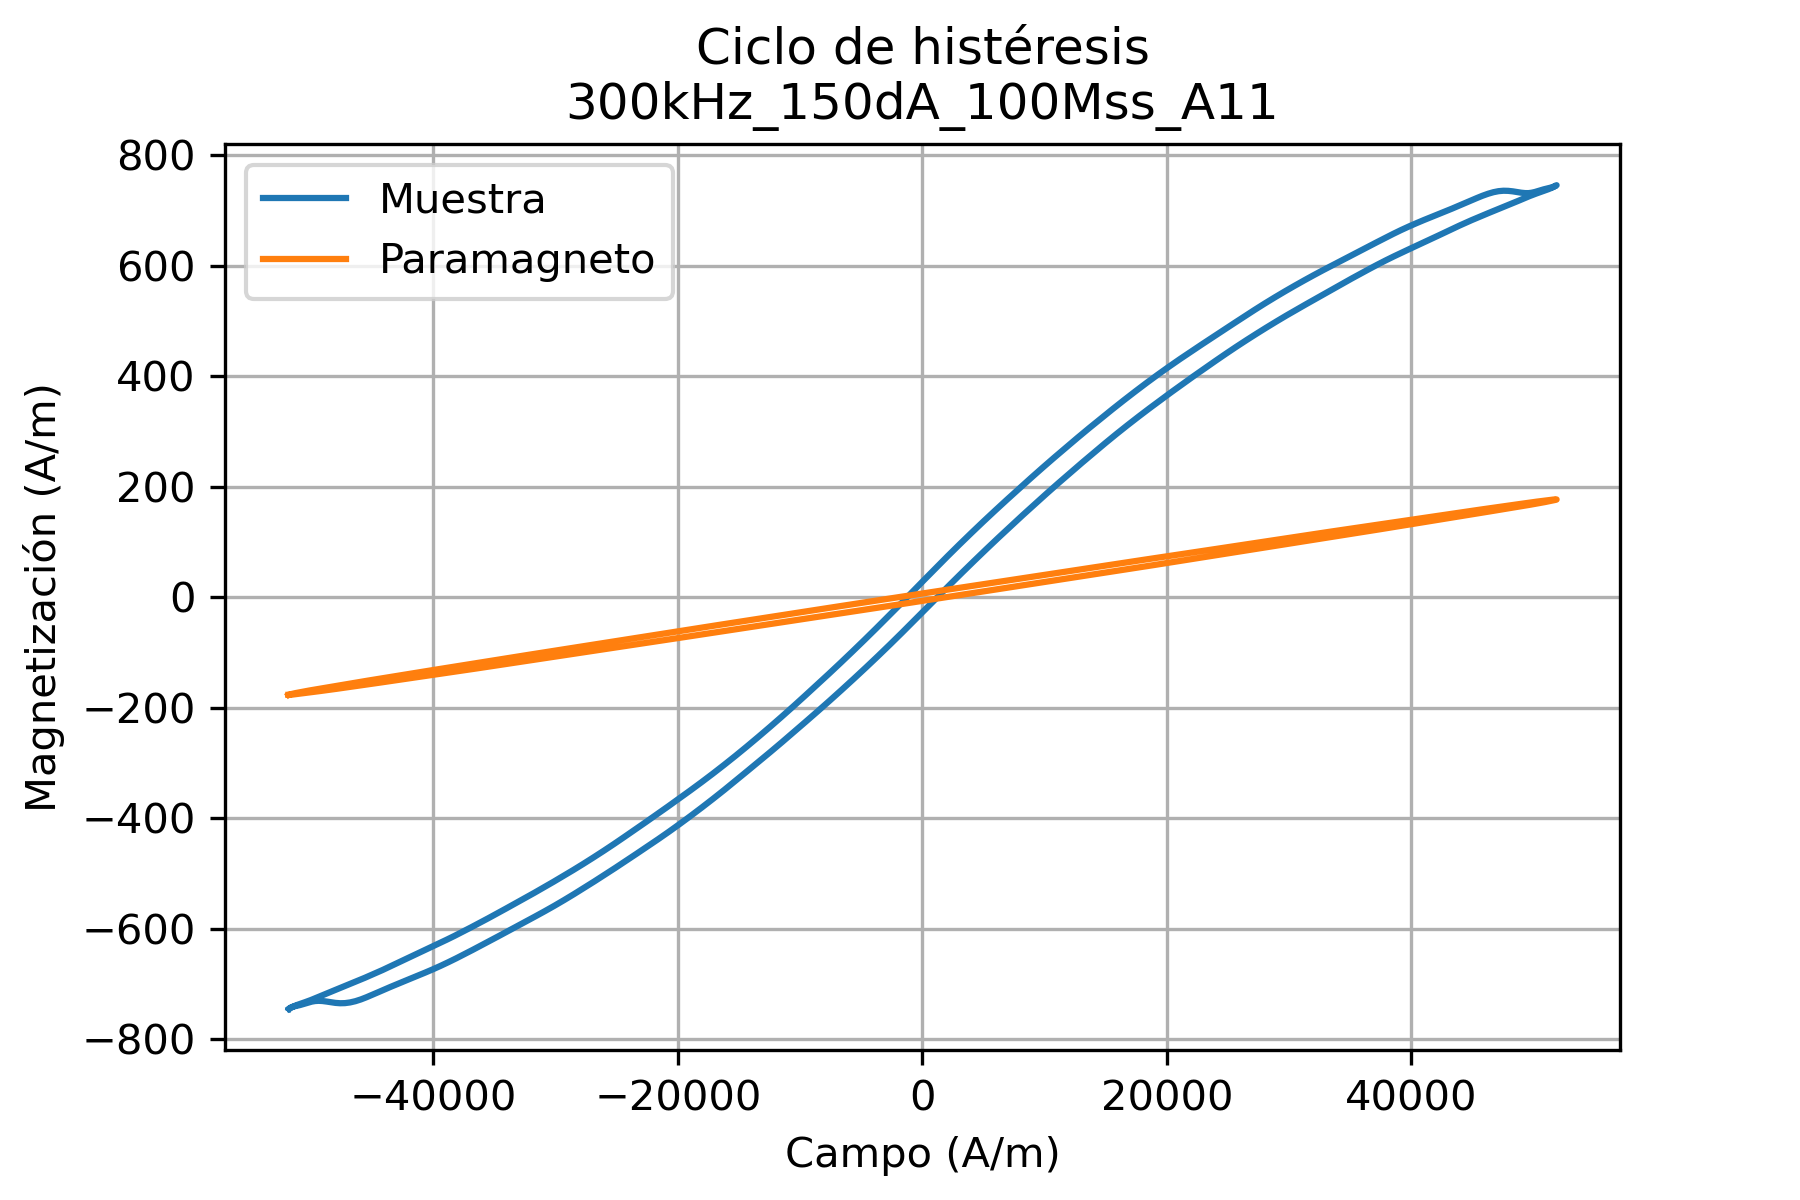 Ciclo de histéresis
300kHz_150dA_100Mss_A11
Muestra
Paramagneto
Magnetización (A/m)
800
600
400
200
0
−200
−400
−600
−800
−40000
−20000
0
20000
40000
Campo (A/m)